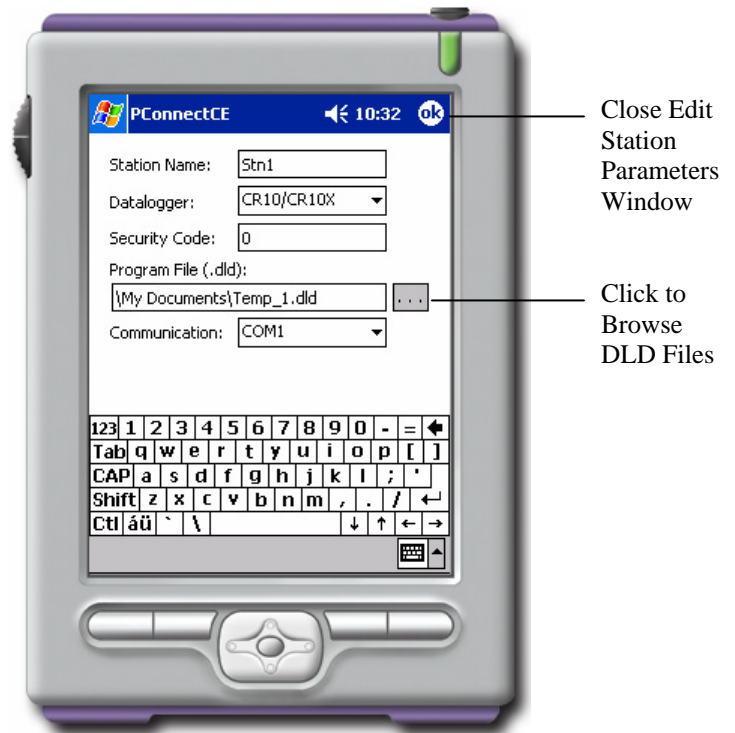 PConnectCE 10:32 ok
Station Name: Stn1
Datalogger: CR10/CR10X
Security Code: 0
Program File (.dld):
\My Documents\Temp_1.dld ...
Communication: COM1
123 1 2 3 4 5 6 7 8 9 0 - =
Tab q w e r t y u i o p [ ]
CAP a s d f g h j k l ; '
Shift z x c v b n m , . /
Ctl áü ` \
Close Edit
Station
Parameters
Window
Click to
Browse
DLD Files